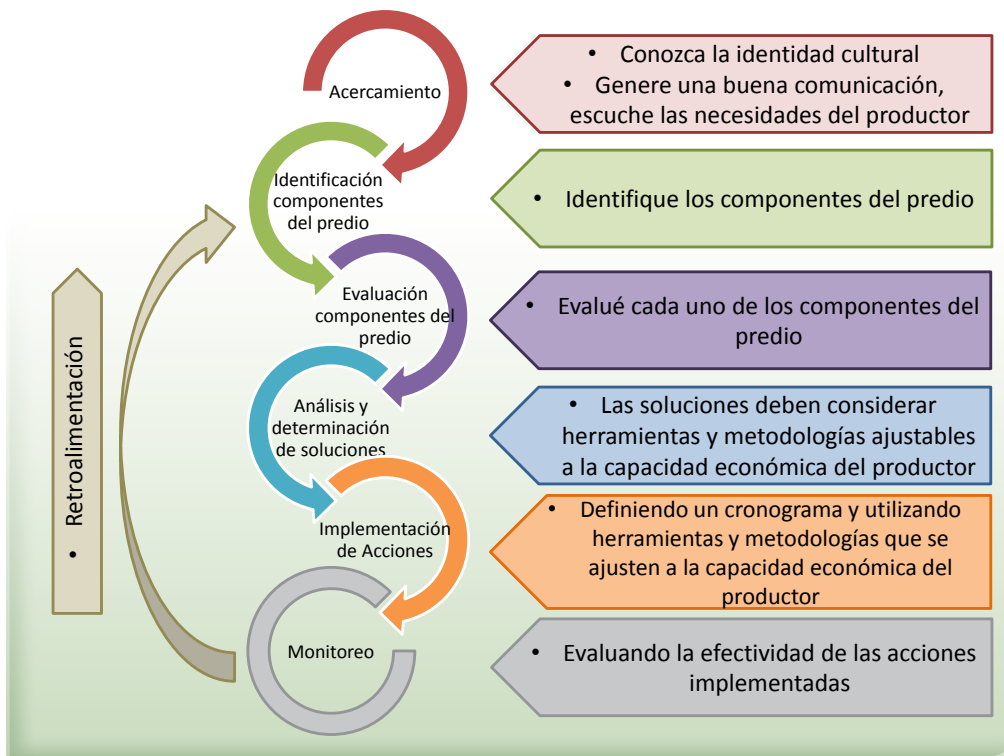 Acercamiento
• Conozca la identidad cultural
• Genere una buena comunicación,
escuche las necesidades del productor
Identificación
componentes
del predio
• Identifique los componentes del predio
Evaluación
componentes del
predio
• Evalué cada uno de los componentes del
predio
Análisis y
determinación
de soluciones
• Las soluciones deben considerar
herramientas y metodologías ajustables
a la capacidad económica del productor
Implementación
de Acciones
• Definiendo un cronograma y utilizando
herramientas y metodologías que se
ajusten a la capacidad económica del
productor
Monitoreo
• Evaluando la efectividad de las acciones
implementadas
• Retroalimentación